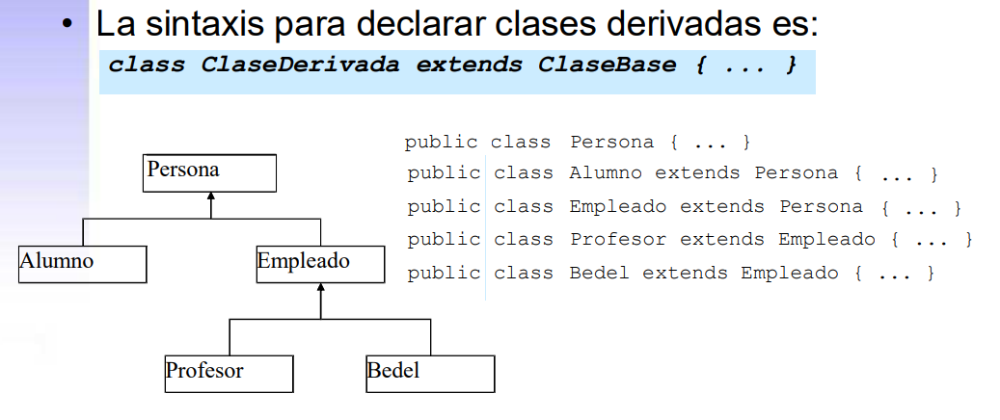 • La sintaxis para declarar clases derivadas es:
class ClaseDerivada extends ClaseBase { ... }
public class Persona { ... }
public class Alumno extends Persona { ... }
public class Empleado extends Persona { ... }
public class Profesor extends Empleado { ... }
public class Bedel extends Empleado { ... }
Persona
Alumno
Empleado
Profesor
Bedel